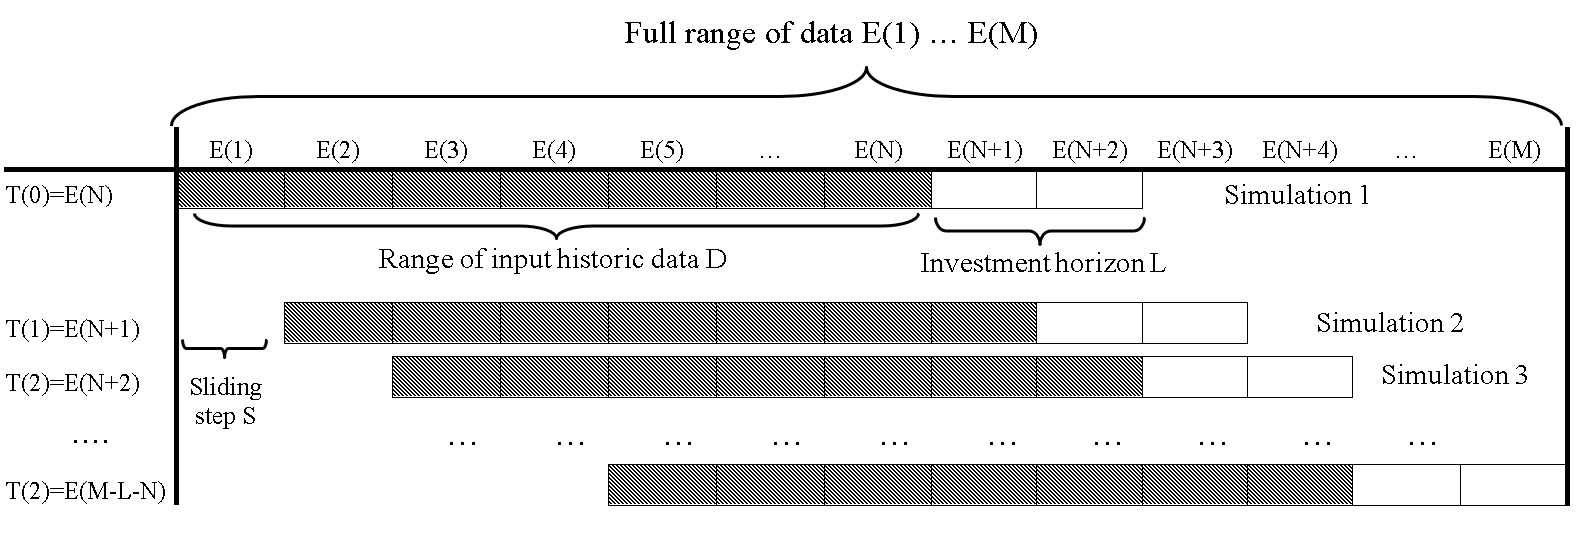 Full range of data E(1) … E(M)
E(1) E(2) E(3) E(4) E(5) … E(N) E(N+1) E(N+2) E(N+3) E(N+4) … E(M)
T(0)=E(N) Simulation 1
Range of input historic data D Investment horizon L
T(1)=E(N+1) Simulation 2
T(2)=E(N+2) Simulation 3
Sliding
step S
…. … … … … … … … … … …
T(2)=E(M-L-N)